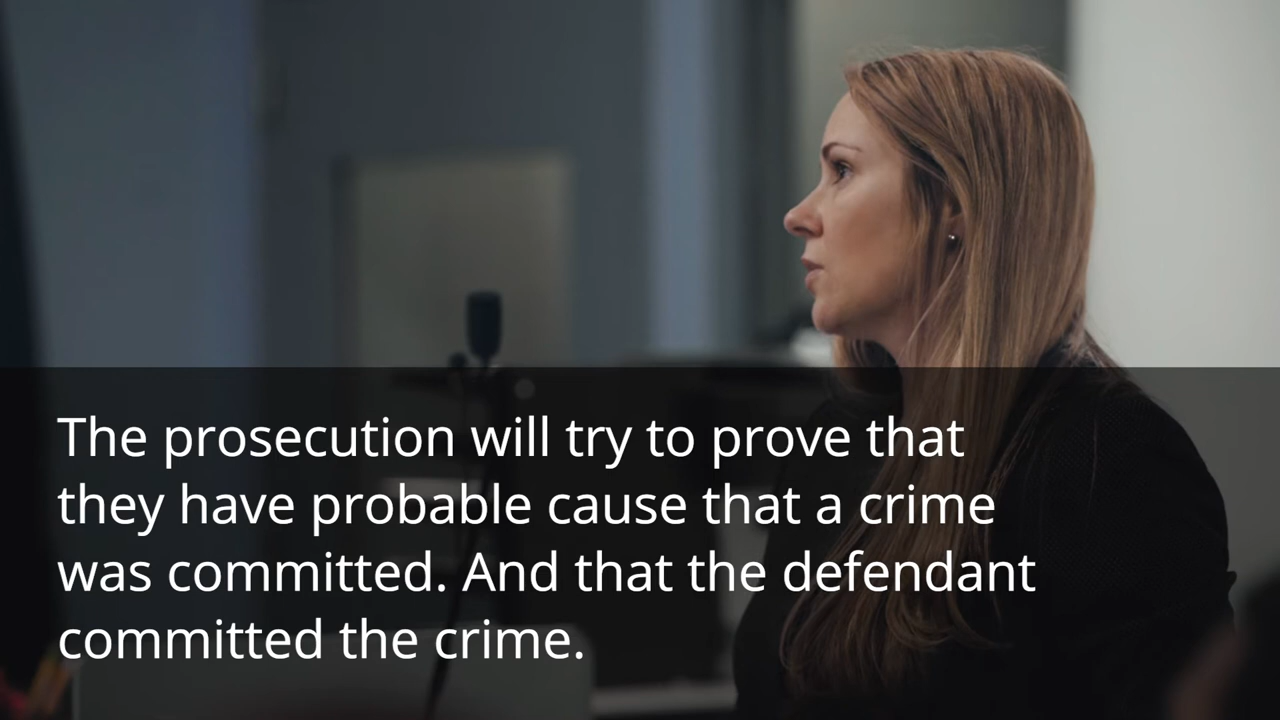 The prosecution will try to prove that
they have probable cause that a crime
was committed. And that the defendant
committed the crime.